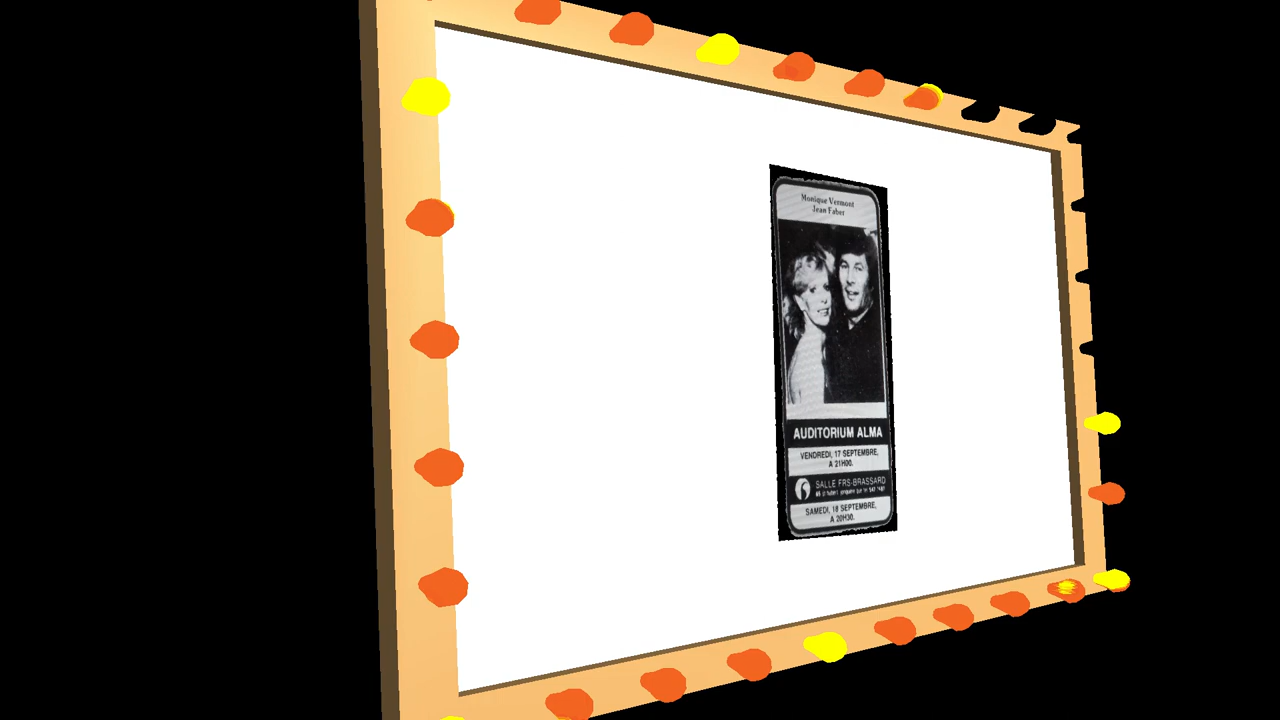 Monique Vermont
Jean Faber
AUDITORIUM ALMA
VENDREDI, 17 SEPTEMBRE,
A 21H00.
SALLE FRS-BRASSARD
SAMEDI, 18 SEPTEMBRE,
A 20H30.